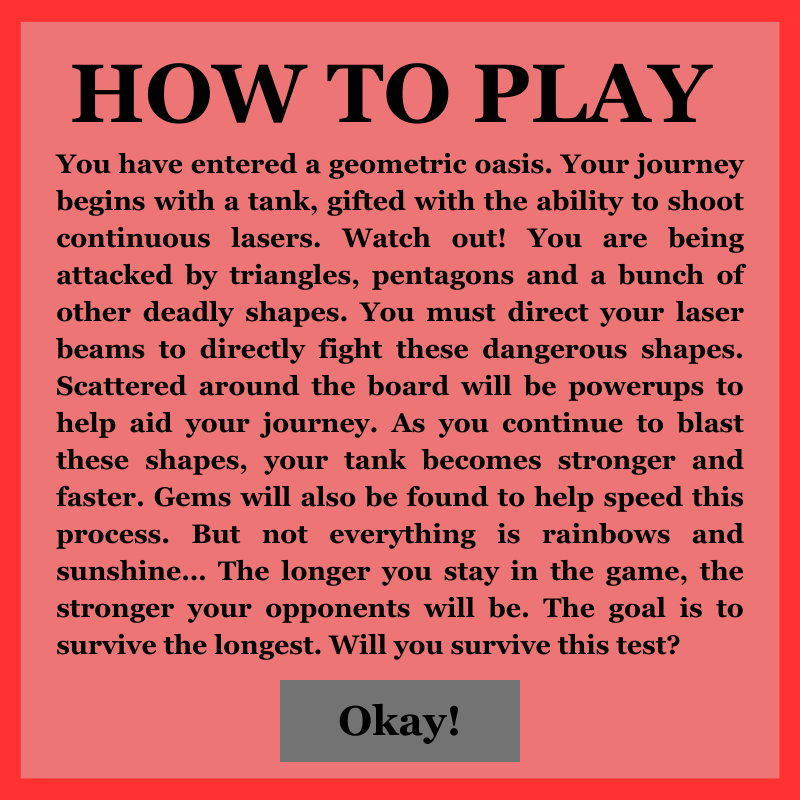 HOW TO PLAY
You have entered a geometric oasis. Your journey
begins with a tank, gifted with the ability to shoot
continuous lasers. Watch out! You are being
attacked by triangles, pentagons and a bunch of
other deadly shapes. You must direct your laser
beams to directly fight these dangerous shapes.
Scattered around the board will be powerups to
help aid your journey. As you continue to blast
these shapes, your tank becomes stronger and
faster. Gems will also be found to help speed this
process. But not everything is rainbows and
sunshine... The longer you stay in the game, the
stronger your opponents will be. The goal is to
survive the longest. Will you survive this test?
Okay!